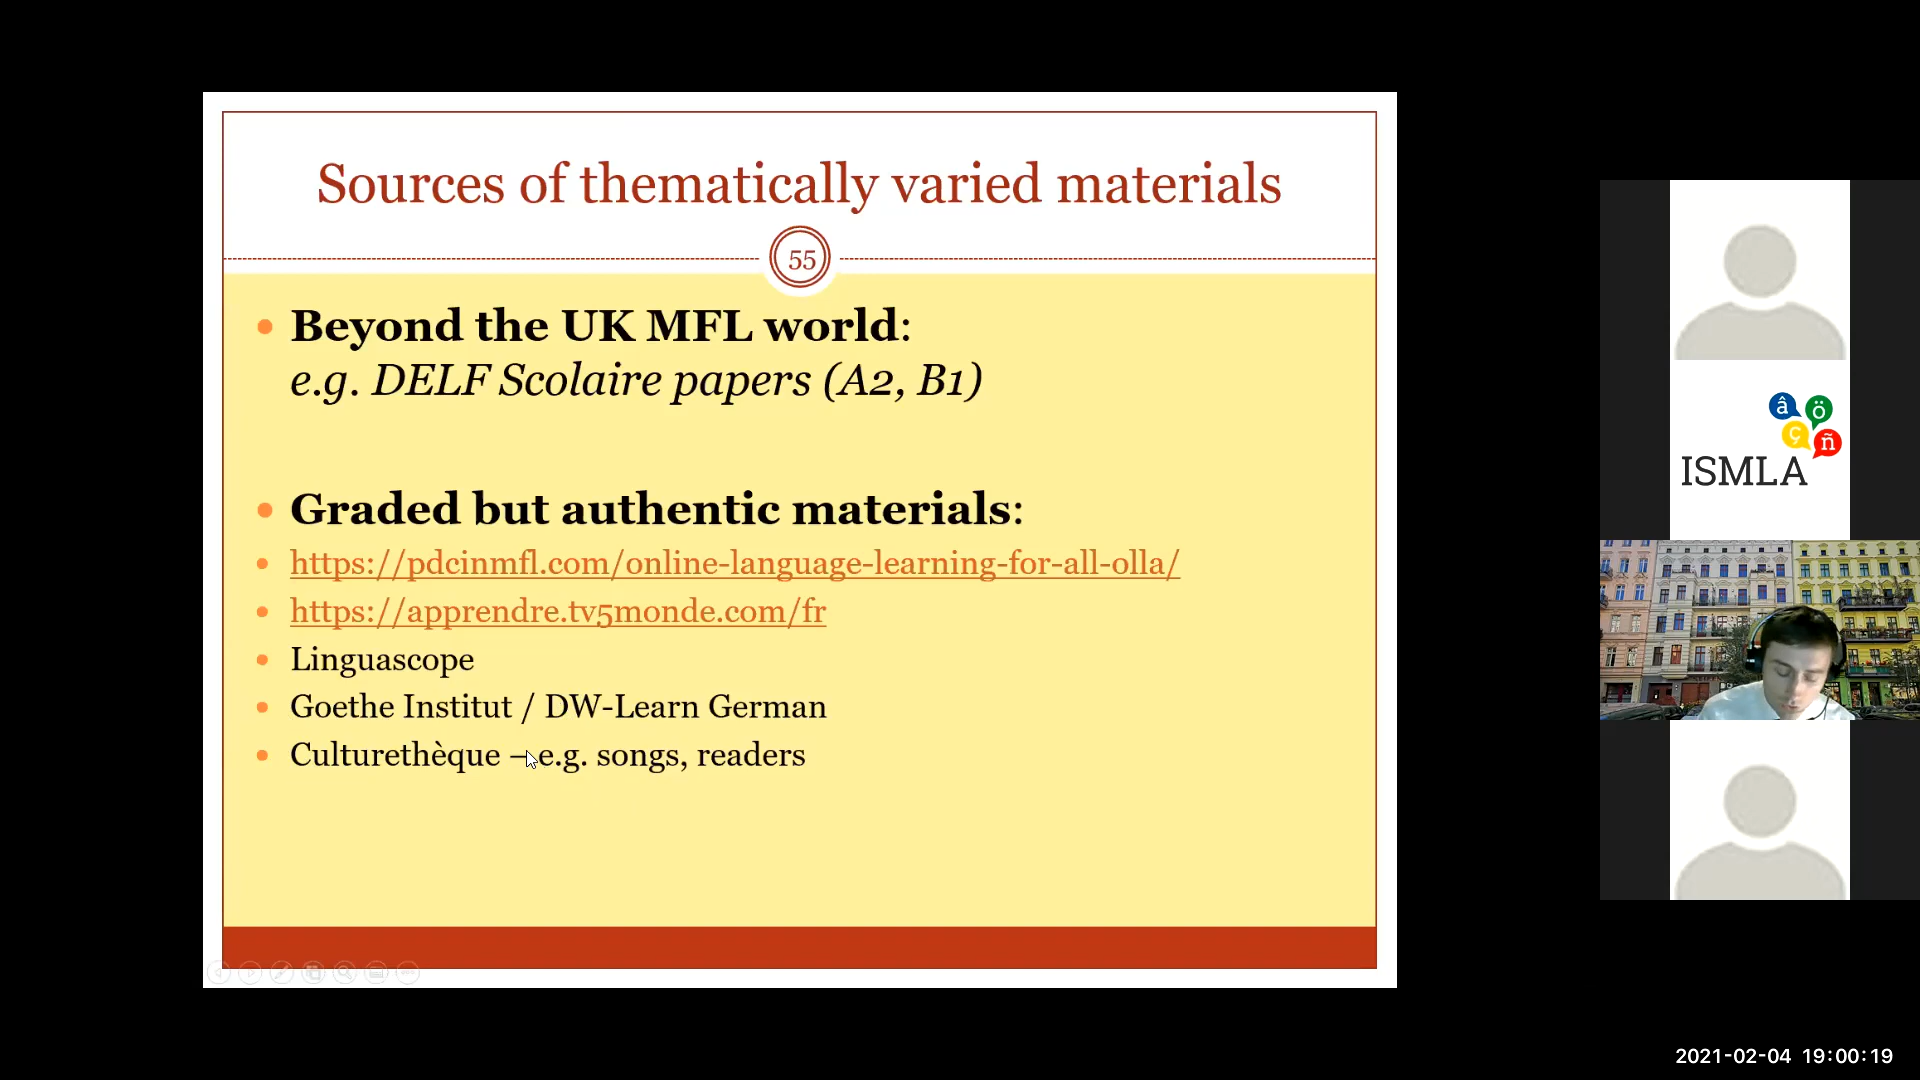 Sources of thematically varied materials
55
Beyond the UK MFL world:
e.g. DELF Scolaire papers (A2, B1)
Graded but authentic materials:
https://pdcinmfl.com/online-language-learning-for-all-olla/
https://apprendre.tv5monde.com/fr
Linguascope
Goethe Institut / DW-Learn German
Culturethèque – e.g. songs, readers
â ö
ç ñ
ISMLA
2021-02-04 19:00:19